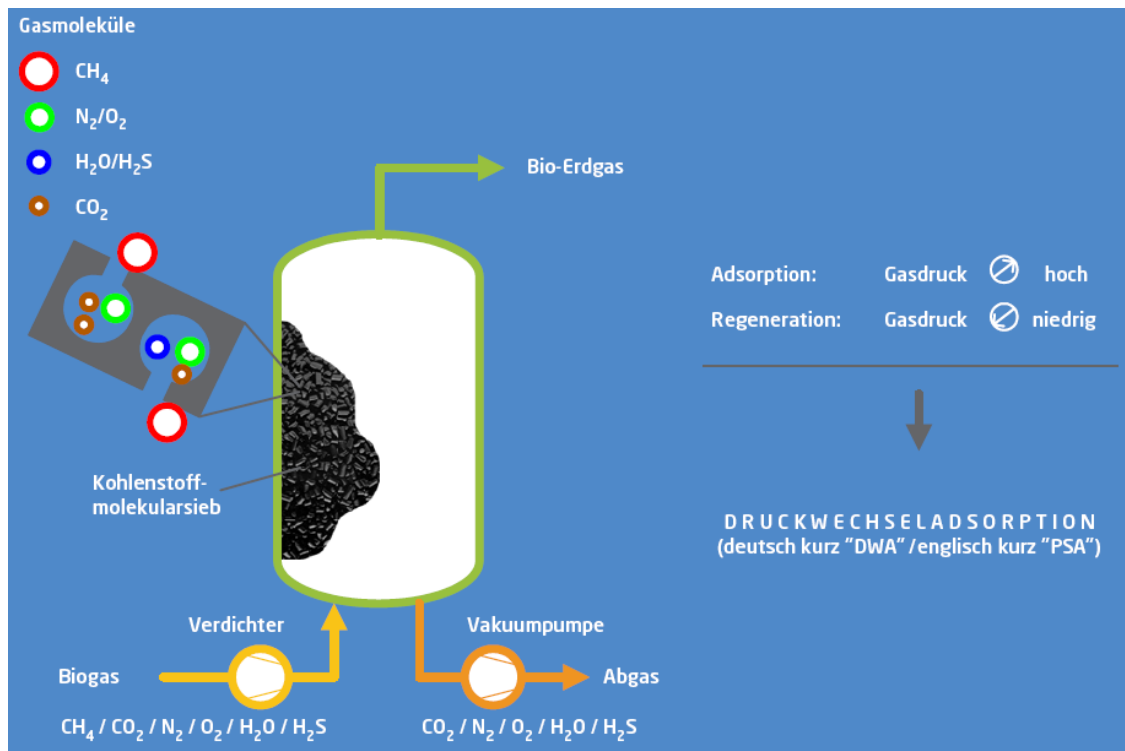 Gasmoleküle
CH₄
N₂/O₂
H₂O/H₂S
CO₂
Bio-Erdgas
Adsorption: Gasdruck hoch
Regeneration: Gasdruck niedrig
Kohlenstoff-
molekularsieb
DRUCKWECHSELADSORPTION
(deutsch kurz "DWA" /englisch kurz "PSA")
Verdichter
Vakuumpumpe
Biogas
Abgas
CH₄ / CO₂ / N₂ / O₂ / H₂O / H₂S
CO₂ / N₂ / O₂ / H₂O / H₂S